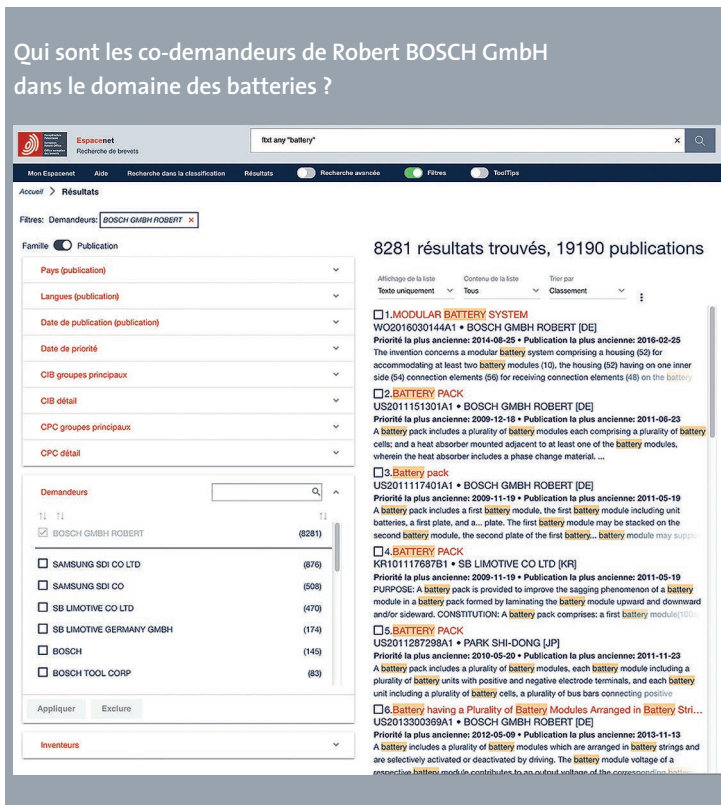 Qui sont les co-demandeurs de Robert BOSCH GmbH
dans le domaine des batteries ?
Espacenet
Recherche de brevets
ftxt any "battery"
Mon Espacenet Aide Recherche dans la classification Résultats Recherche avancée Filtres ToolTips
Accueil > Résultats
Filtres: Demandeurs: BOSCH GMBH ROBERT ×
Famille Publication
Pays (publication)
Langues (publication)
Date de publication (publication)
Date de priorité
CIB groupes principaux
CIB détail
CPC groupes principaux
CPC détail
Demandeurs
BOSCH GMBH ROBERT (8281)
SAMSUNG SDI CO LTD (876)
SAMSUNG SDI CO (508)
SB LIMOTIVE CO LTD (470)
SB LIMOTIVE GERMANY GMBH (174)
BOSCH (145)
BOSCH TOOL CORP (83)
Appliquer Exclure
Inventeurs
8281 résultats trouvés, 19190 publications
Affichage de la liste Contenu de la liste Trier par
Texte uniquement Tous Classement
1.MODULAR BATTERY SYSTEM
WO2016030144A1 • BOSCH GMBH ROBERT [DE]
Priorité la plus ancienne: 2014-08-25 • Publication la plus ancienne: 2016-02-25
The invention concerns a modular battery system comprising a housing (52) for
accommodating at least two battery modules (10), the housing (52) having on one inner
side (54) connection elements (56) for receiving connection elements (48) on the battery
2.BATTERY PACK
US2011151301A1 • BOSCH GMBH ROBERT [DE]
Priorité la plus ancienne: 2009-12-18 • Publication la plus ancienne: 2011-06-23
A battery pack includes a plurality of battery modules each comprising a plurality of battery
cells; and a heat absorber mounted adjacent to at least one of the battery modules,
wherein the heat absorber includes a phase change material. ...
3.Battery pack
US2011117401A1 • BOSCH GMBH ROBERT [DE]
Priorité la plus ancienne: 2009-11-19 • Publication la plus ancienne: 2011-05-19
A battery pack includes a first battery module, the first battery module including unit
batteries, a first plate, and a... plate. The first battery module may be stacked on the
second battery module, the second plate of the first battery... battery module may
4.BATTERY PACK
KR101117687B1 • SB LIMOTIVE CO LTD [KR]
Priorité la plus ancienne: 2009-11-19 • Publication la plus ancienne: 2011-05-19
PURPOSE: A battery pack is provided to improve the sagging phenomenon of a battery
module in a battery pack formed by laminating the battery module upward and downward
and/or sideward. CONSTITUTION: A battery pack comprises: a first battery module(100
5.BATTERY PACK
US2011287298A1 • PARK SHI-DONG [JP]
Priorité la plus ancienne: 2010-05-20 • Publication la plus ancienne: 2011-11-23
A battery pack includes a plurality of battery modules, each battery module including a
plurality of battery units with positive and negative electrode terminals, and each battery
unit including a plurality of battery cells, a plurality of bus bars connecting positive
6.Battery having a Plurality of Battery Modules Arranged in Battery Stri...
US2013300369A1 • BOSCH GMBH ROBERT [DE]
Priorité la plus ancienne: 2012-05-09 • Publication la plus ancienne: 2013-11-13
A battery includes a plurality of battery modules which are arranged in battery strings and
are selectively activated or deactivated by driving. The battery module voltage of a
respective battery module contributes to an output voltage of the corresponding